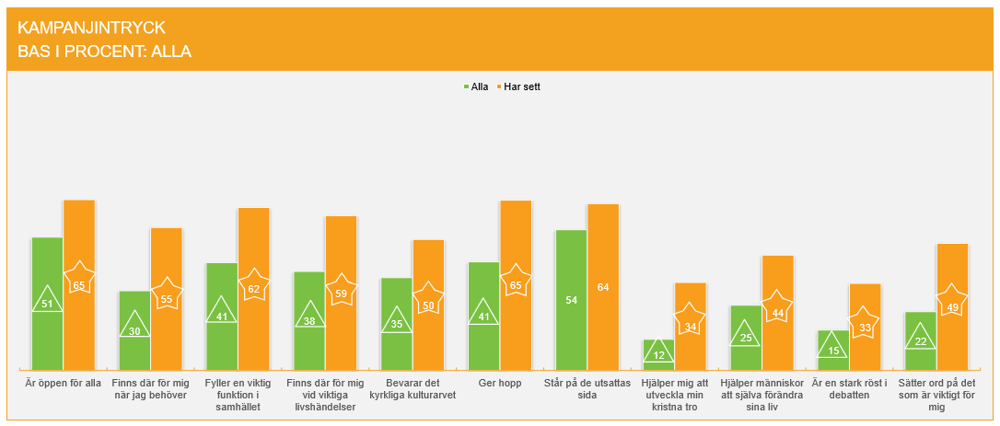 KAMPANJINTRYCK
BAS I PROCENT: ALLA
Alla Har sett
51 65 30 55 41 62 38 59 35 50 41 65 54 64 12 34 25 44 15 33 22 49
Är öppen för alla
Finns där för mig
när jag behöver
Fyller en viktig
funktion i
samhället
Finns där för mig
vid viktiga
livshändelser
Bevarar det
kyrkliga kulturarvet
Ger hopp
Står på de utsattas
sida
Hjälper mig att
utveckla min
kristna tro
Hjälper människor
att själva förändra
sina liv
Är en stark röst i
debatten
Sätter ord på det
som är viktigt för
mig